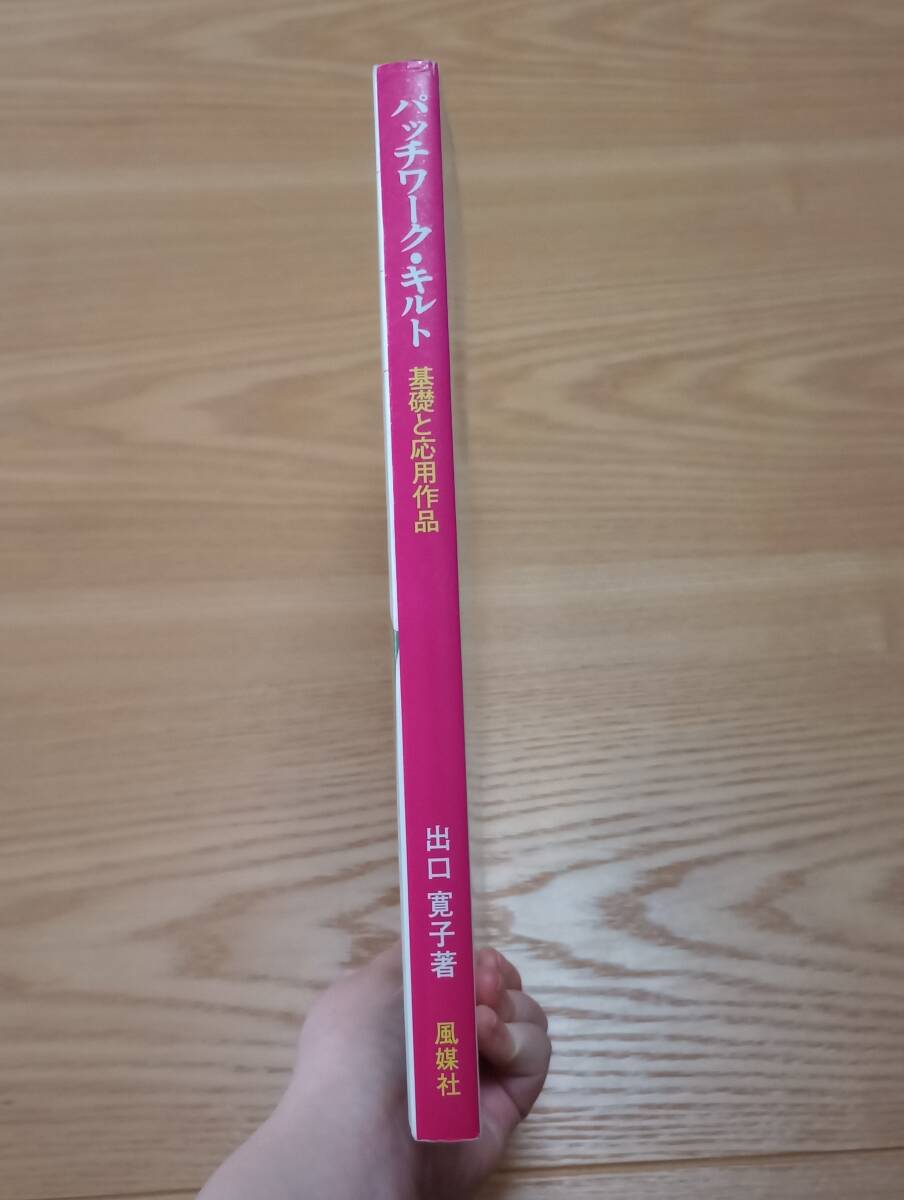 パッチワーク・キルト
基礎と応用作品
出口 寛子著
風媒社